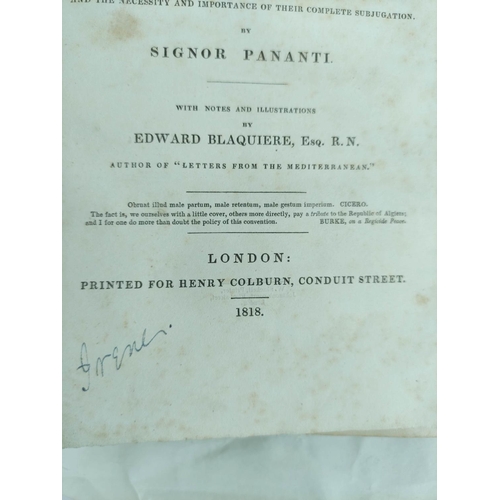 AND THE NECESSITY AND IMPORTANCE OF THEIR COMPLETE SUBJUGATION.
BY
SIGNOR PANANTI.
WITH NOTES AND ILLUSTRATIONS
BY
EDWARD BLAQUIERE, Esq. R. N.
AUTHOR OF "LETTERS FROM THE MEDITERRANEAN."
Obruat illud male partum, male retentum, male gestum imperium. CICERO.
The fact is, we ourselves with a little cover, others more directly, pay a tribute to the Republic of Algiers;
and I for one do more than doubt the policy of this convention. BURKE, on a Regicide Peace.
LONDON:
PRINTED FOR HENRY COLBURN, CONDUIT STREET.
1818.